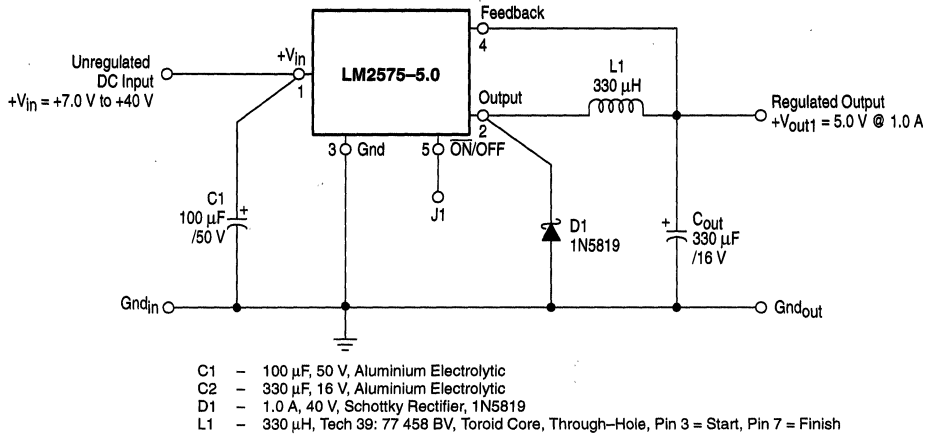 Feedback
4
Unregulated
DC Input
+Vin = +7.0 V to +40 V
+Vin
1
LM2575–5.0
L1
330 µH
Output
2
Regulated Output
+Vout1 = 5.0 V @ 1.0 A
3 Gnd
5 O̅N̅/OFF
J1
C1
100 µF
/50 V
+
D1
1N5819
+
Cout
330 µF
/16 V
Gndin
Gndout
C1 – 100 µF, 50 V, Aluminium Electrolytic
C2 – 330 µF, 16 V, Aluminium Electrolytic
D1 – 1.0 A, 40 V, Schottky Rectifier, 1N5819
L1 – 330 µH, Tech 39: 77 458 BV, Toroid Core, Through–Hole, Pin 3 = Start, Pin 7 = Finish